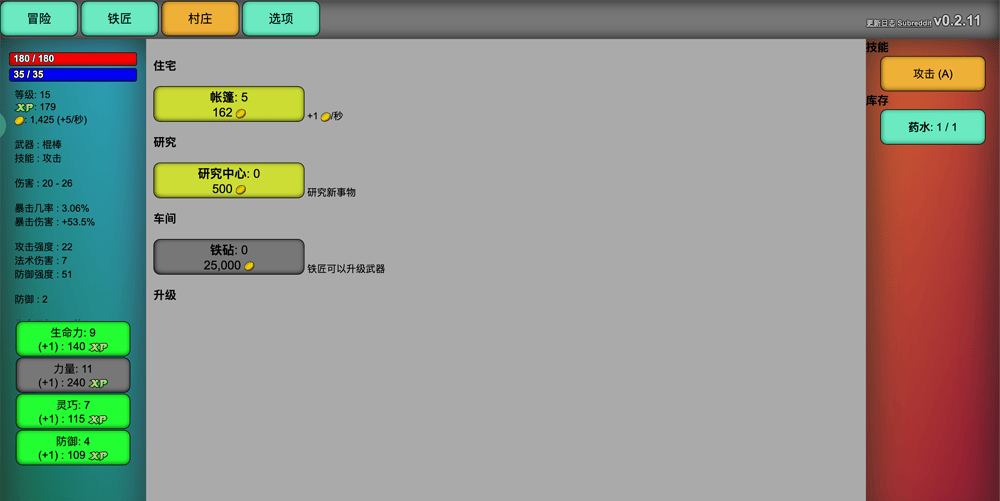 冒险
铁匠
村庄
选项
更新日志 Subreddit v0.2.11
180 / 180
35 / 35
等级: 15
XP: 179
: 1,425 (+5/秒)
武器 : 棍棒
技能 : 攻击
伤害 : 20 - 26
暴击几率 : 3.06%
暴击伤害 : +53.5%
攻击强度 : 22
法术伤害 : 7
防御强度 : 51
防御 : 2
生命力: 9
(+1) : 140 XP
力量: 11
(+1) : 240 XP
灵巧: 7
(+1) : 115 XP
防御: 4
(+1) : 109 XP
住宅
帐篷: 5
162
+1 /秒
研究
研究中心: 0
500
研究新事物
车间
铁砧: 0
25,000
铁匠可以升级武器
升级
技能
攻击 (A)
库存
药水: 1 / 1